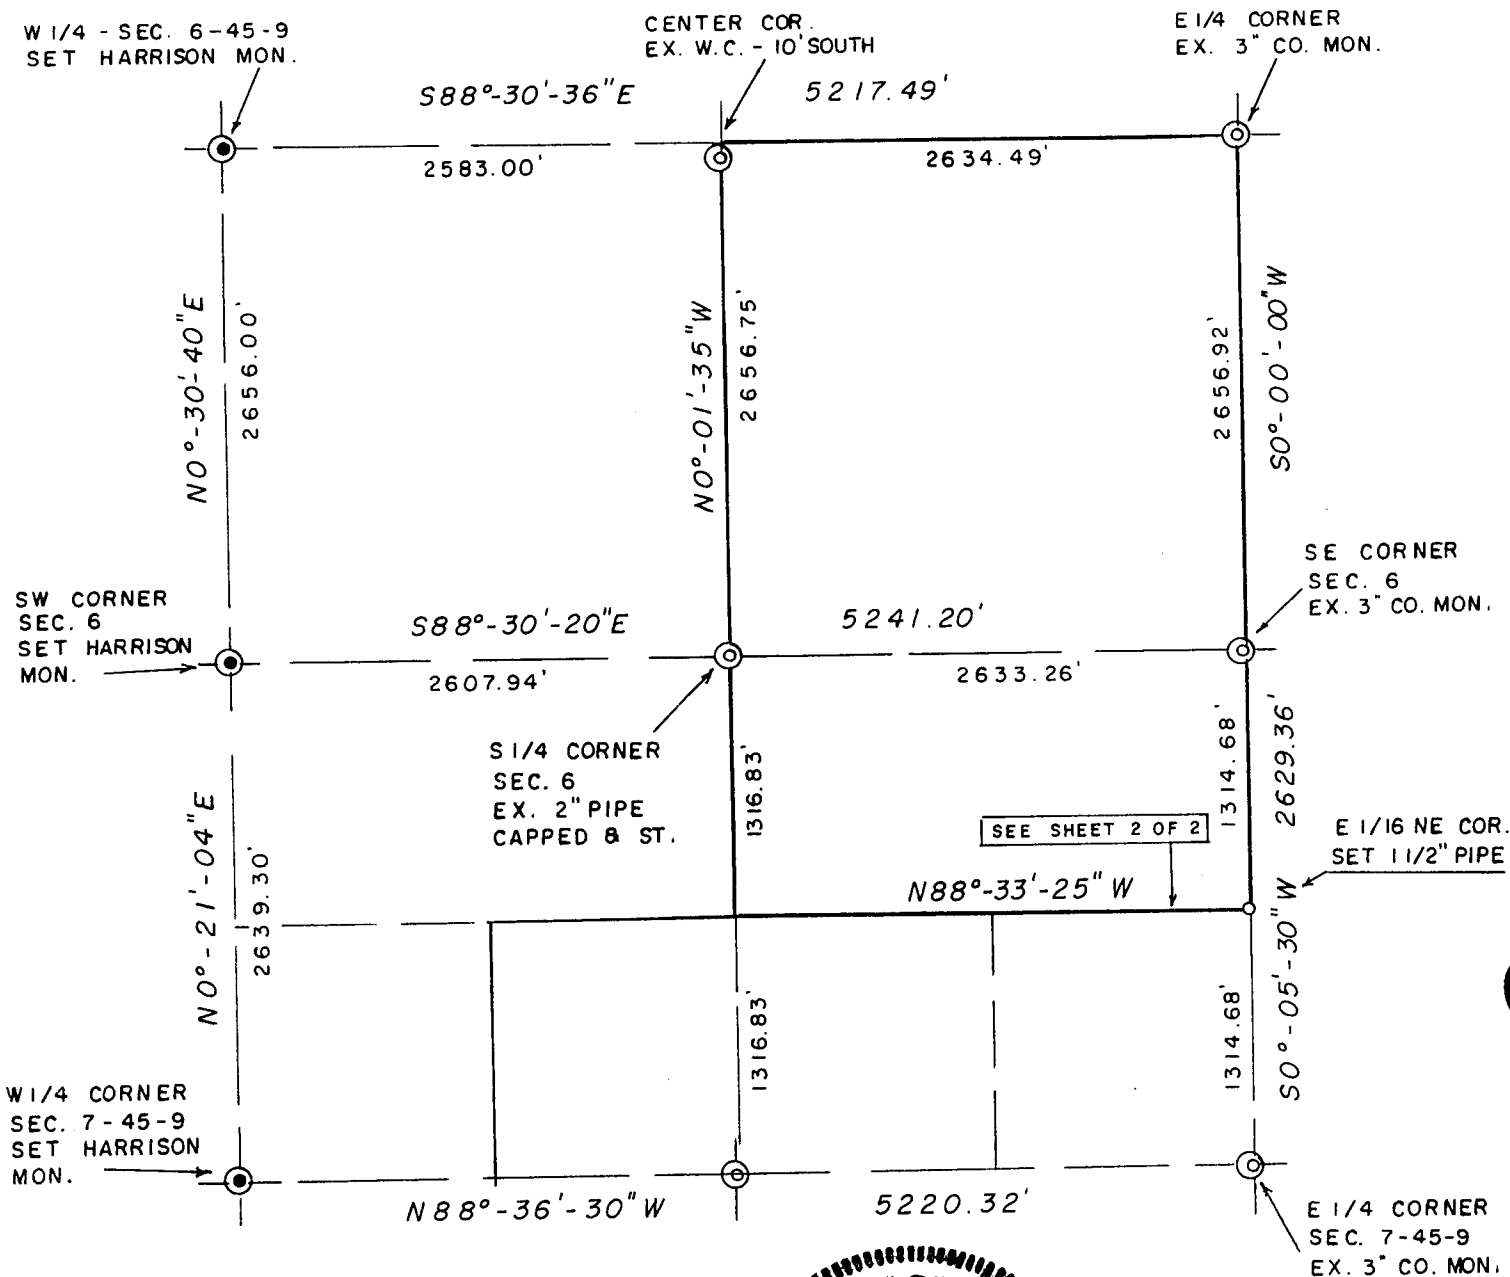 W 1/4 - SEC. 6-45-9
SET HARRISON MON.
CENTER COR.
EX. W.C. - 10' SOUTH
E 1/4 CORNER
EX. 3" CO. MON.
S88°-30'-36"E
5217.49'
2583.00'
2634.49'
N0°-30'-40"E
2656.00'
N0°-01'-35"W
2656.75'
2656.92'
S0°-00'-00"W
SW CORNER
SEC. 6
SET HARRISON
MON.
S88°-30'-20"E
5241.20'
2607.94'
2633.26'
SE CORNER
SEC. 6
EX. 3" CO. MON.
S 1/4 CORNER
SEC. 6
EX. 2" PIPE
CAPPED & ST.
1316.83'
1314.68'
2629.36'
SEE SHEET 2 OF 2
E 1/16 NE COR.
SET 1 1/2" PIPE
N88°-33'-25" W
N0°-21'-04"E
2639.30'
1316.83'
1314.68'
S0°-05'-30" W
W 1/4 CORNER
SEC. 7-45-9
SET HARRISON
MON.
N88°-36'-30" W
5220.32'
E 1/4 CORNER
SEC. 7-45-9
EX. 3" CO. MON.